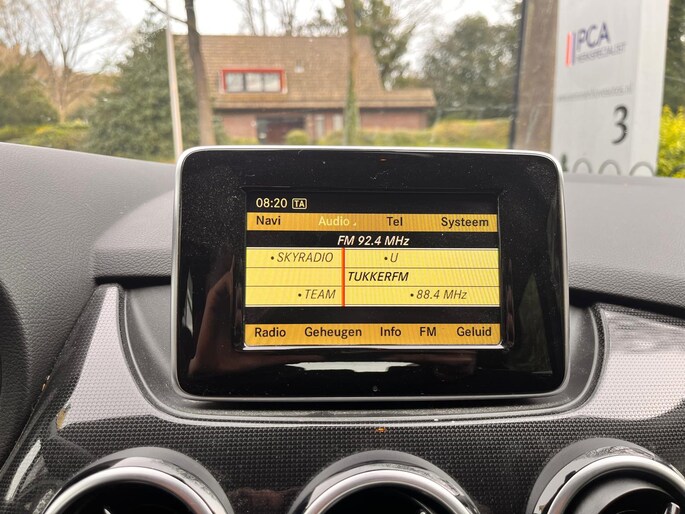 PCA
3
08:20 TA
Navi Audio Tel Systeem
FM 92.4 MHz
• SKYRADIO • U
TUKKERFM
• TEAM • 88.4 MHz
Radio Geheugen Info FM Geluid